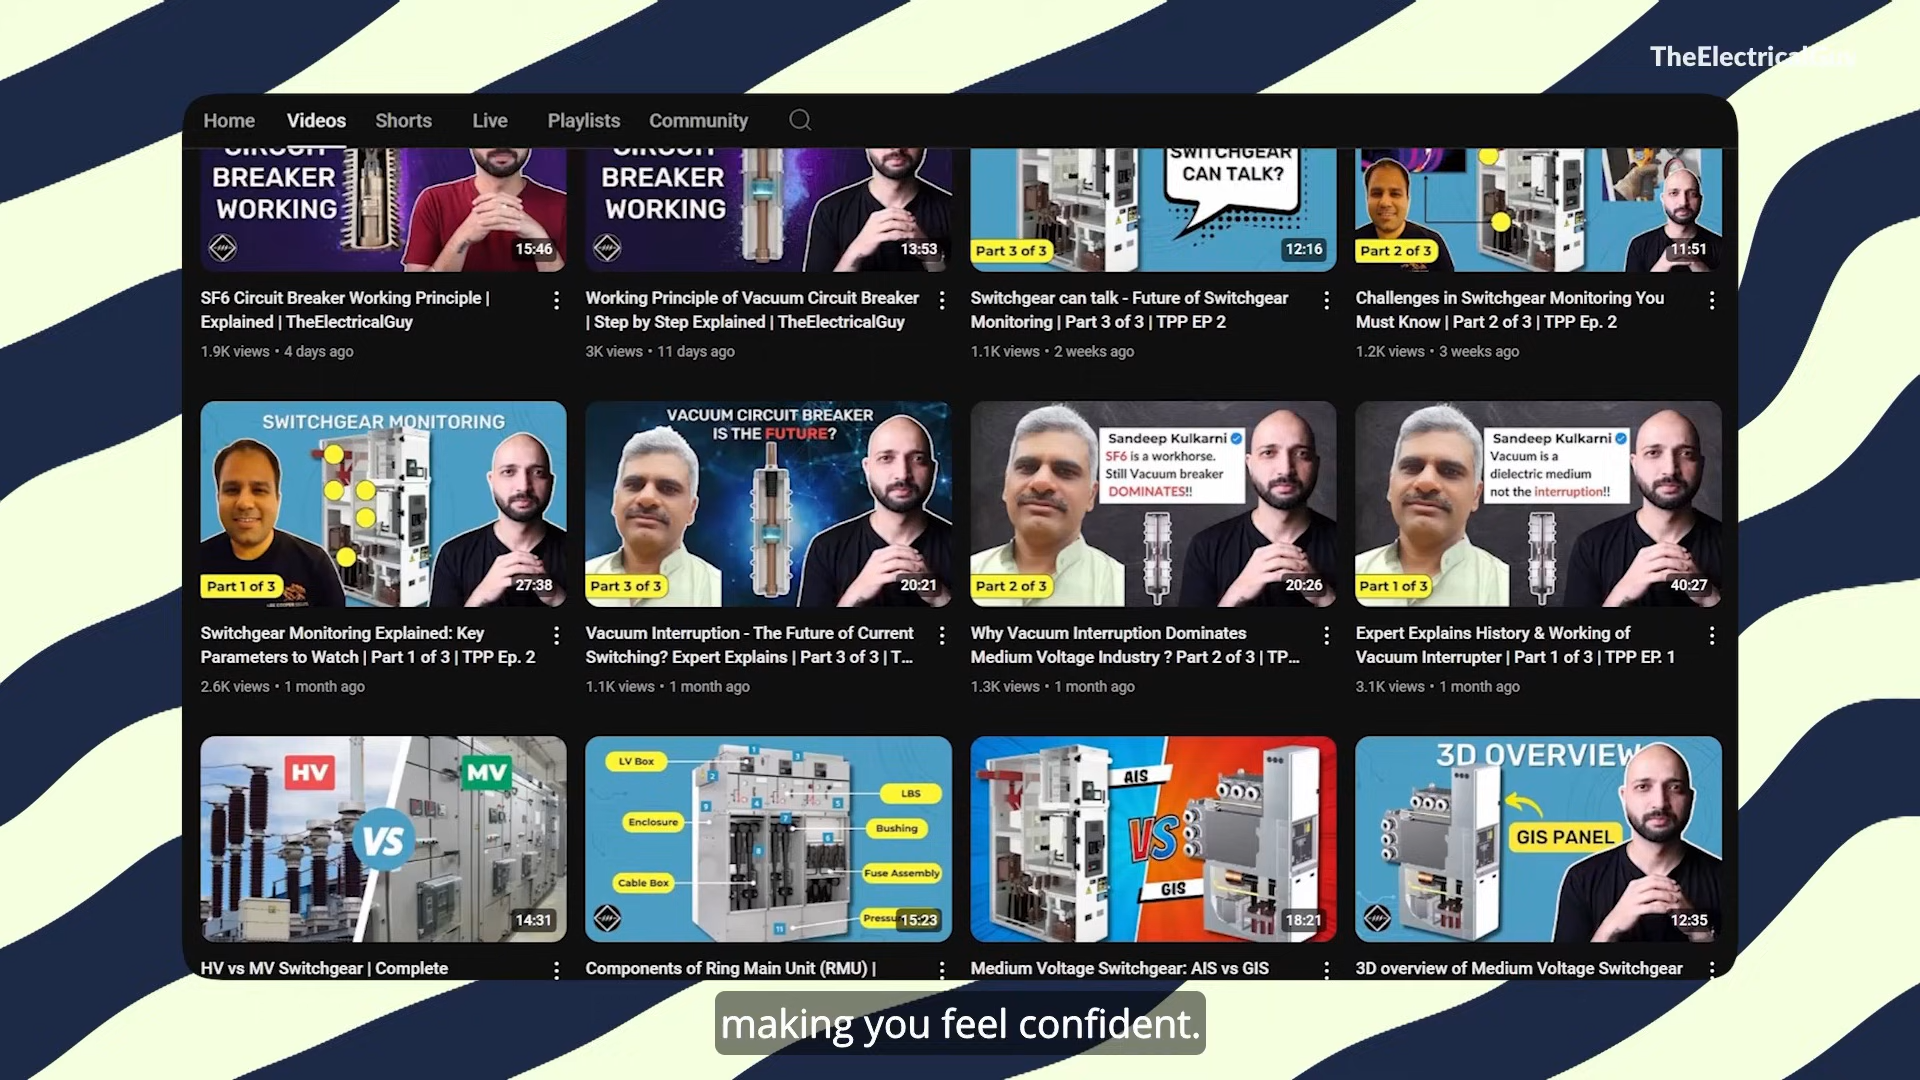 TheElectricalGuy
Home Videos Shorts Live Playlists Community
CIRCUIT
BREAKER
WORKING
15:46
CIRCUIT
BREAKER
WORKING
13:53
SWITCHGEAR
CAN TALK?
Part 3 of 3
12:16
Part 2 of 3
11:51
SF6 Circuit Breaker Working Principle |
Explained | TheElectricalGuy
1.9K views • 4 days ago
Working Principle of Vacuum Circuit Breaker
| Step by Step Explained | TheElectricalGuy
3K views • 11 days ago
Switchgear can talk - Future of Switchgear
Monitoring | Part 3 of 3 | TPP EP 2
1.1K views • 2 weeks ago
Challenges in Switchgear Monitoring You
Must Know | Part 2 of 3 | TPP Ep. 2
1.2K views • 3 weeks ago
SWITCHGEAR MONITORING
Part 1 of 3
27:38
VACUUM CIRCUIT BREAKER
IS THE FUTURE?
Part 3 of 3
20:21
Sandeep Kulkarni
SF6 is a workhorse.
Still Vacuum breaker
DOMINATES!!
Part 2 of 3
20:26
Sandeep Kulkarni
Vacuum is a
dielectric medium
not the interruption!!
Part 1 of 3
40:27
Switchgear Monitoring Explained: Key
Parameters to Watch | Part 1 of 3 | TPP Ep. 2
2.6K views • 1 month ago
Vacuum Interruption - The Future of Current
Switching? Expert Explains | Part 3 of 3 | T...
1.1K views • 1 month ago
Why Vacuum Interruption Dominates
Medium Voltage Industry ? Part 2 of 3 | TP...
1.3K views • 1 month ago
Expert Explains History & Working of
Vacuum Interrupter | Part 1 of 3 | TPP EP. 1
3.1K views • 1 month ago
HV
MV
VS
14:31
LV Box
LBS
Enclosure
Bushing
Fuse Assembly
Cable Box
15:23
AIS
VS
GIS
18:21
3D OVERVIEW
GIS PANEL
12:35
HV vs MV Switchgear | Complete
Components of Ring Main Unit (RMU) |
Medium Voltage Switchgear: AIS vs GIS
3D overview of Medium Voltage Switchgear
making you feel confident.